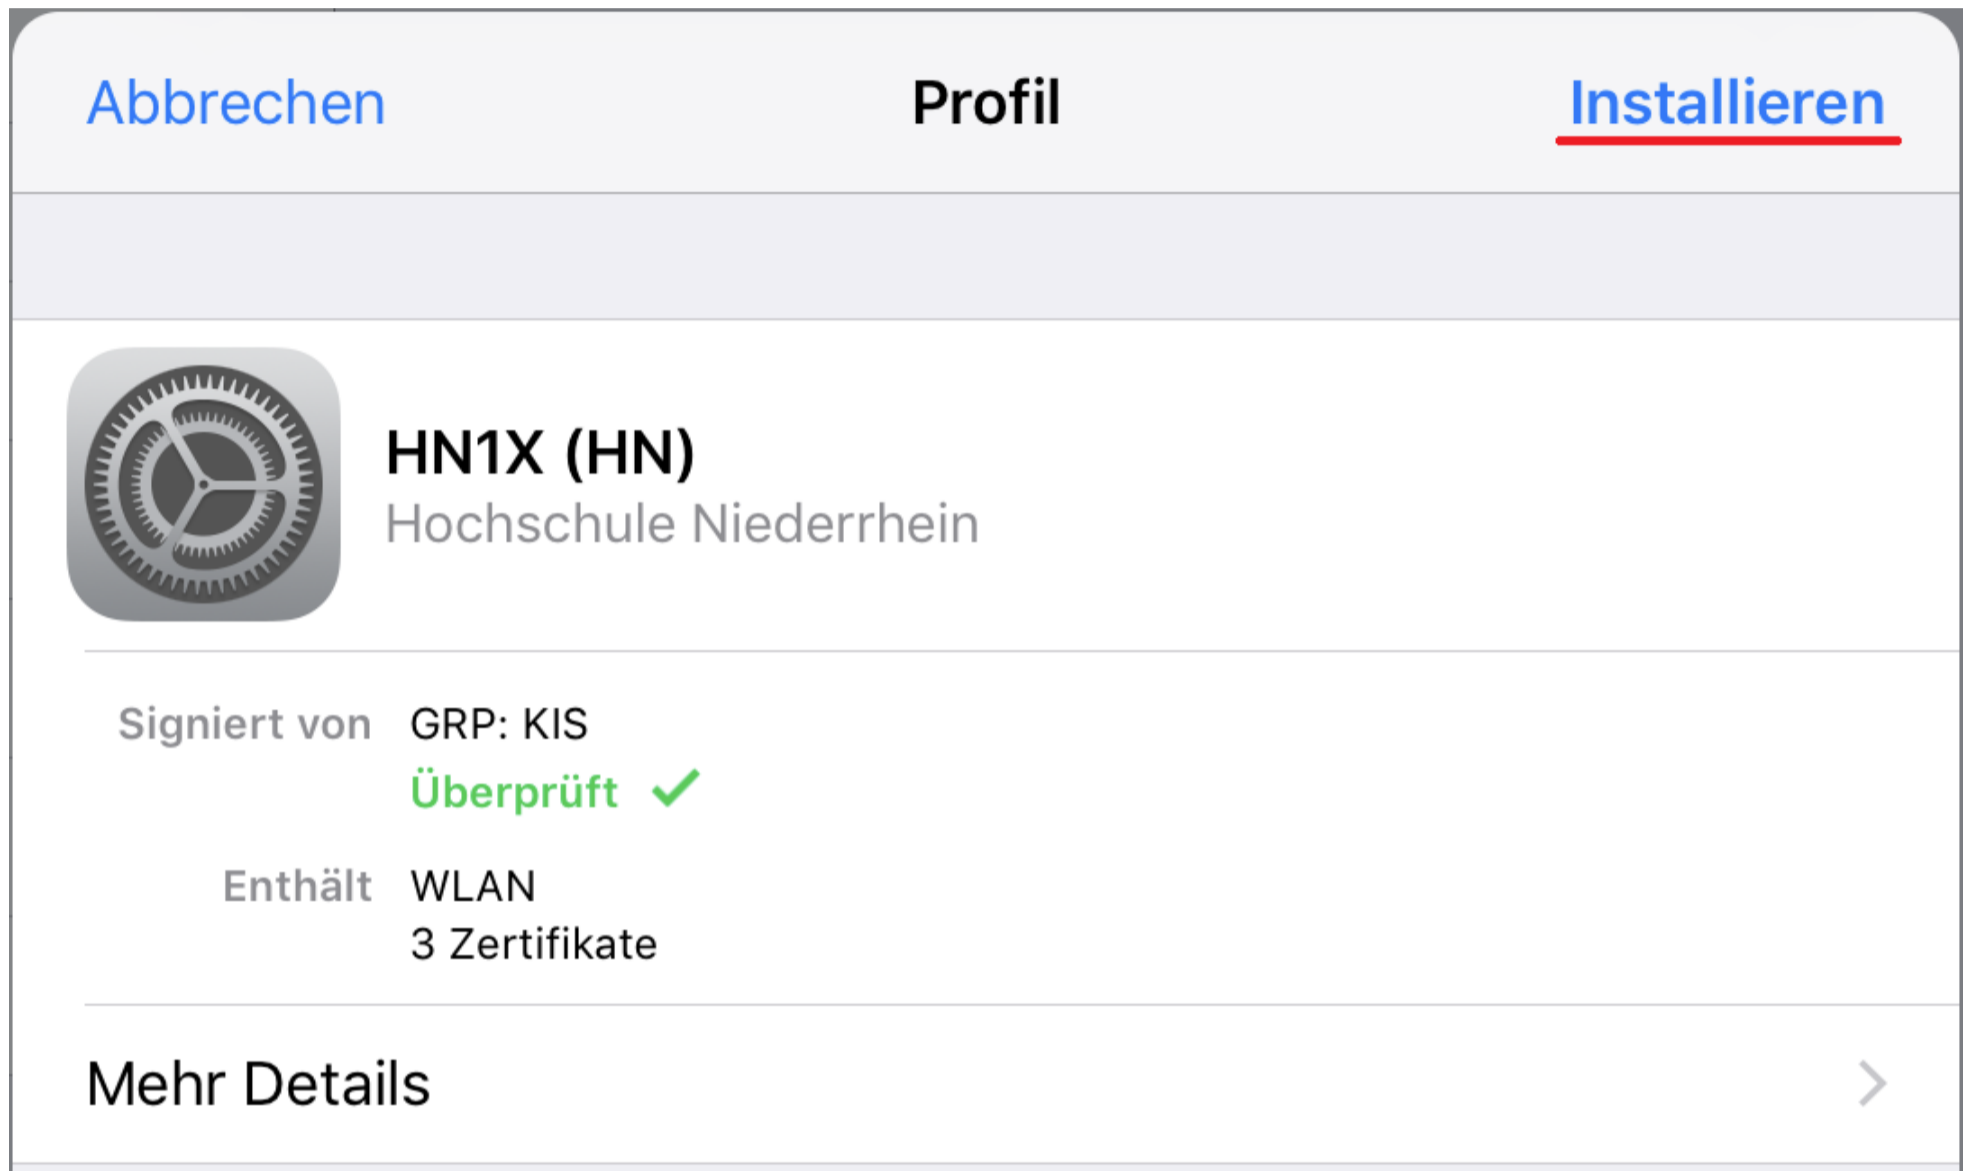 Abbrechen Profil Installieren
HN1X (HN)
Hochschule Niederrhein
Signiert von GRP: KIS
Überprüft
Enthält WLAN
3 Zertifikate
Mehr Details